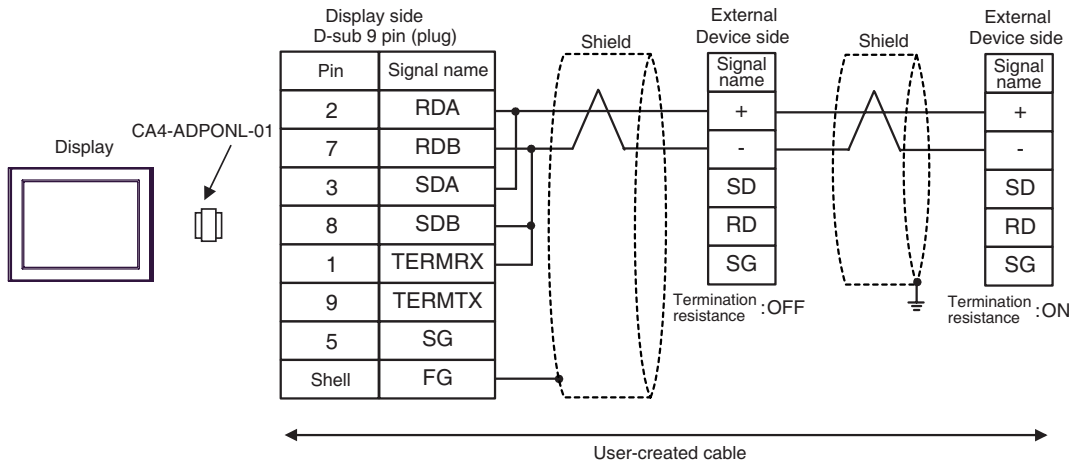 Display side
D-sub 9 pin (plug)
Shield
External
Device side
Shield
External
Device side
CA4-ADPONL-01
Display
Pin
Signal name
2
RDA
7
RDB
3
SDA
8
SDB
1
TERMRX
9
TERMTX
5
SG
Shell
FG
Signal
name
+
-
SD
RD
SG
Termination
resistance :OFF
Signal
name
+
-
SD
RD
SG
Termination
resistance :ON
User-created cable